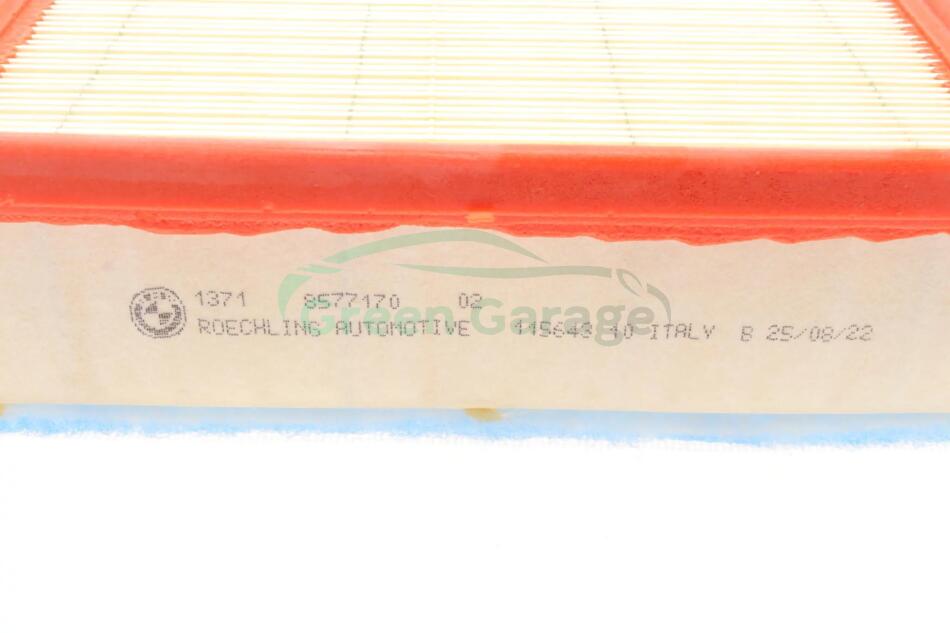 1371 8577170 02
ROECHLING AUTOMOTIVE 115643 10 ITALY B 25/08/22
Green Garage